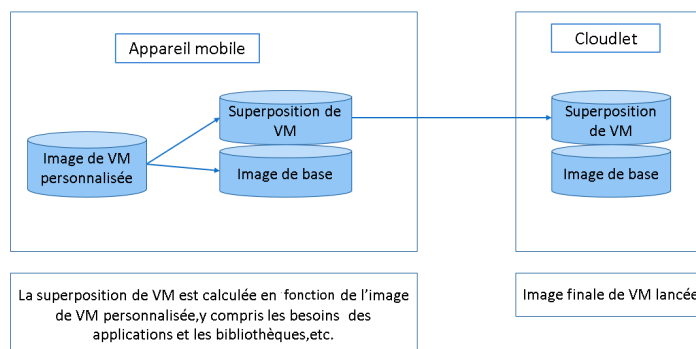 Appareil mobile
Cloudlet
Superposition de
VM
Image de VM
personnalisée
Image de base
Superposition
de VM
Image de base
La superposition de VM est calculée en fonction de l'image
de VM personnalisée,y compris les besoins des
applications et les bibliothèques,etc.
Image finale de VM lancée